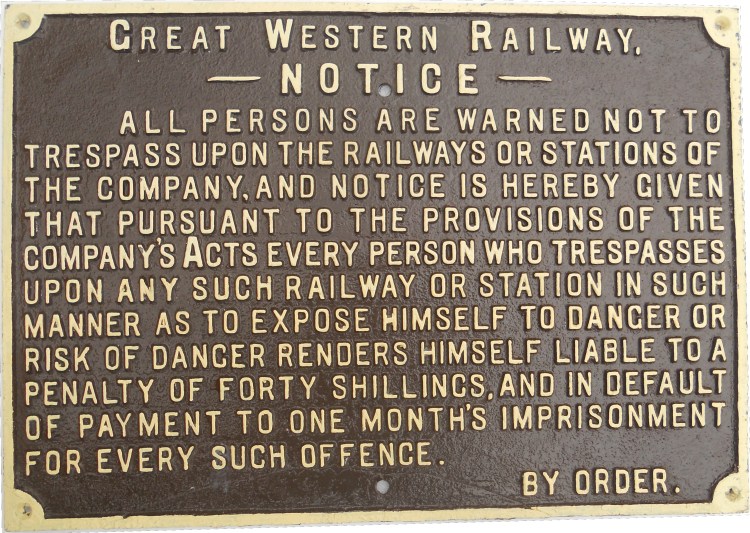 GREAT WESTERN RAILWAY.
— NOTICE —
ALL PERSONS ARE WARNED NOT TO
TRESPASS UPON THE RAILWAYS OR STATIONS OF
THE COMPANY, AND NOTICE IS HEREBY GIVEN
THAT PURSUANT TO THE PROVISIONS OF THE
COMPANY'S ACTS EVERY PERSON WHO TRESPASSES
UPON ANY SUCH RAILWAY OR STATION IN SUCH
MANNER AS TO EXPOSE HIMSELF TO DANGER OR
RISK OF DANGER RENDERS HIMSELF LIABLE TO A
PENALTY OF FORTY SHILLINGS, AND IN DEFAULT
OF PAYMENT TO ONE MONTH'S IMPRISONMENT
FOR EVERY SUCH OFFENCE.
BY ORDER.